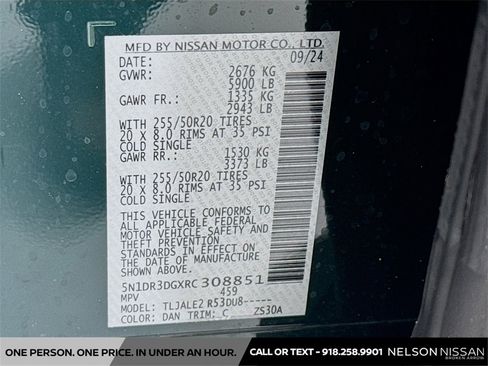 MFD BY NISSAN MOTOR CO., LTD.
DATE: 09/24
GVWR: 2676 KG
5900 LB
GAWR FR.: 1335 KG
2943 LB
WITH 255/50R20 TIRES
20 X 8.0 RIMS AT 35 PSI
COLD SINGLE
GAWR RR.: 1530 KG
3373 LB
WITH 255/50R20 TIRES
20 X 8.0 RIMS AT 35 PSI
COLD SINGLE
THIS VEHICLE CONFORMS TO
ALL APPLICABLE FEDERAL
MOTOR VEHICLE SAFETY AND
THEFT PREVENTION
STANDARDS IN EFFECT ON
THE DATE OF MANUFACTURE
SHOWN ABOVE.
5N1DR3DGXRC308851
MPV 459
MODEL: TLJALE2 R53DU8-----
COLOR: DAN TRIM: C ZS30A
ONE PERSON. ONE PRICE. IN UNDER AN HOUR. CALL OR TEXT - 918.258.9901 NELSON NISSAN
BROKEN ARROW